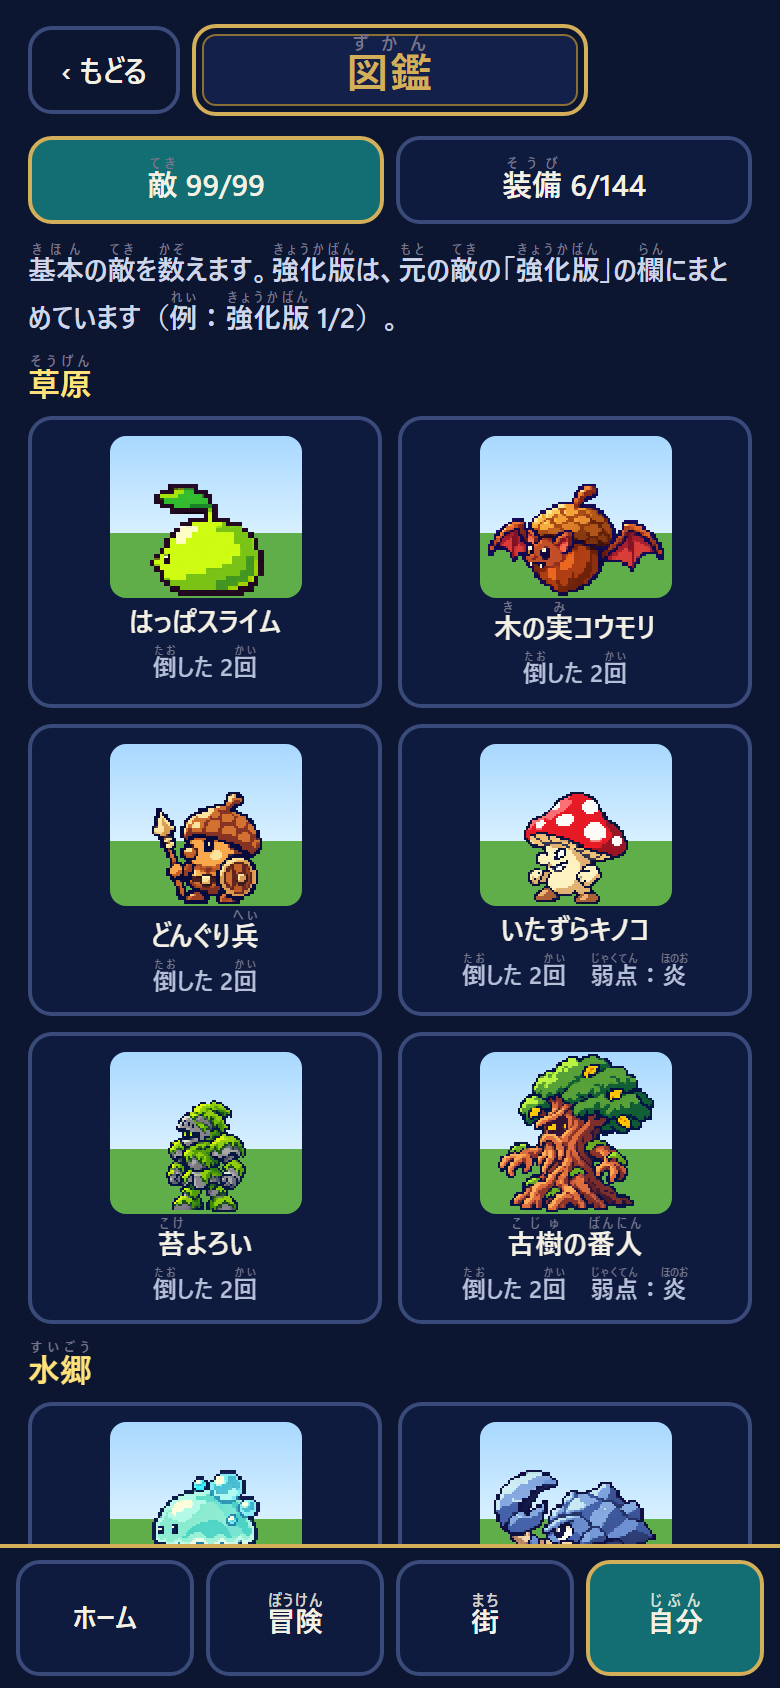 ‹ もどる
図鑑
ずかん
敵 99/99
てき
装備 6/144
そうび
基本の敵を数えます。強化版は、元の敵の「強化版」の欄にまと
きほん てき かぞ きょうかばん もと てき きょうかばん らん
めています（例：強化版 1/2）。
れい きょうかばん
草原
そうげん
はっぱスライム
倒した 2回
たお かい
木の実コウモリ
き み
倒した 2回
たお かい
どんぐり兵
へい
倒した 2回
たお かい
いたずらキノコ
倒した 2回 弱点：炎
たお かい じゃくてん ほのお
苔よろい
こけ
倒した 2回
たお かい
古樹の番人
こじゅ ばんにん
倒した 2回 弱点：炎
たお かい じゃくてん ほのお
水郷
すいごう
ホーム
冒険
ぼうけん
街
まち
自分
じぶん